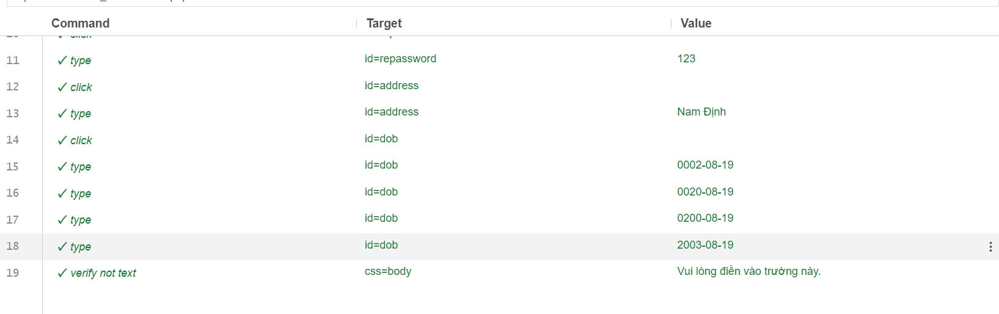 Command Target Value
click
11 ✓ type id=repassword 123
12 ✓ click id=address
13 ✓ type id=address Nam Định
14 ✓ click id=dob
15 ✓ type id=dob 0002-08-19
16 ✓ type id=dob 0020-08-19
17 ✓ type id=dob 0200-08-19
18 ✓ type id=dob 2003-08-19
19 ✓ verify not text css=body Vui lòng điền vào trường này.